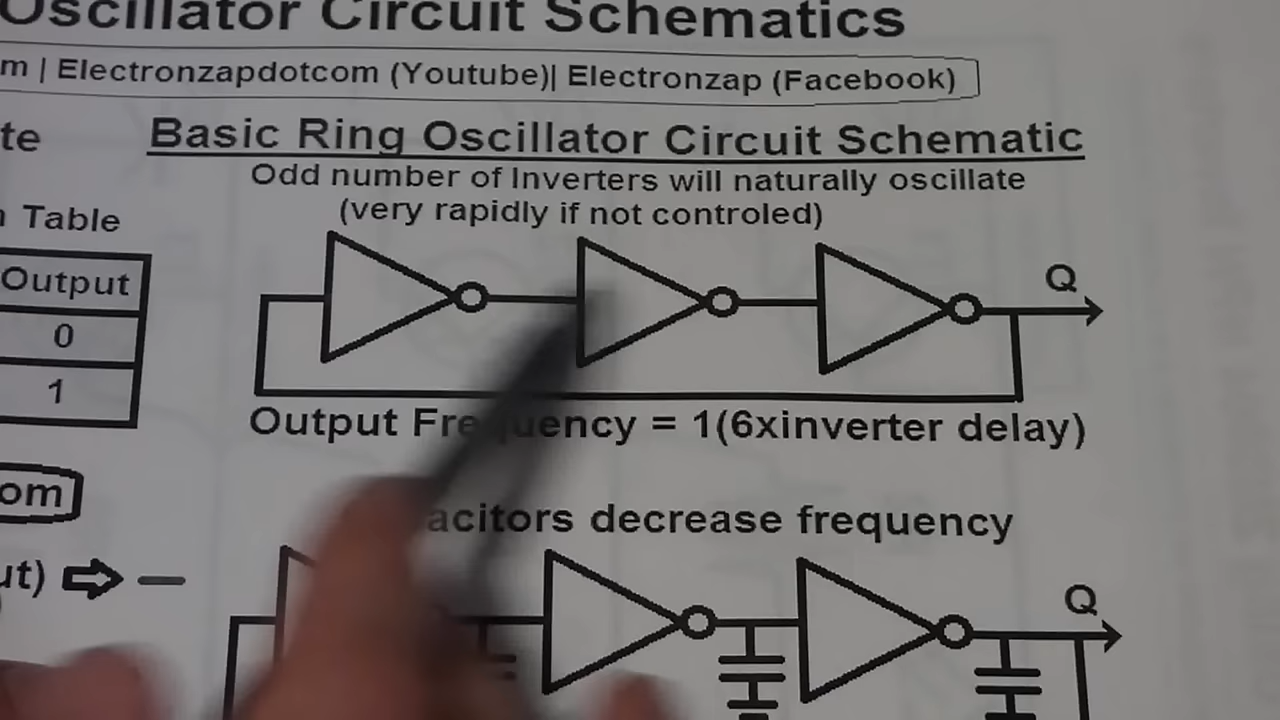 Oscillator Circuit Schematics
m | Electronzapdotcom (Youtube)| Electronzap (Facebook)
te
Basic Ring Oscillator Circuit Schematic
Odd number of Inverters will naturally oscillate
(very rapidly if not controled)
Table
Output
0
1
Q
Output Frequency = 1(6xinverter delay)
om
acitors decrease frequency
ut)
Q